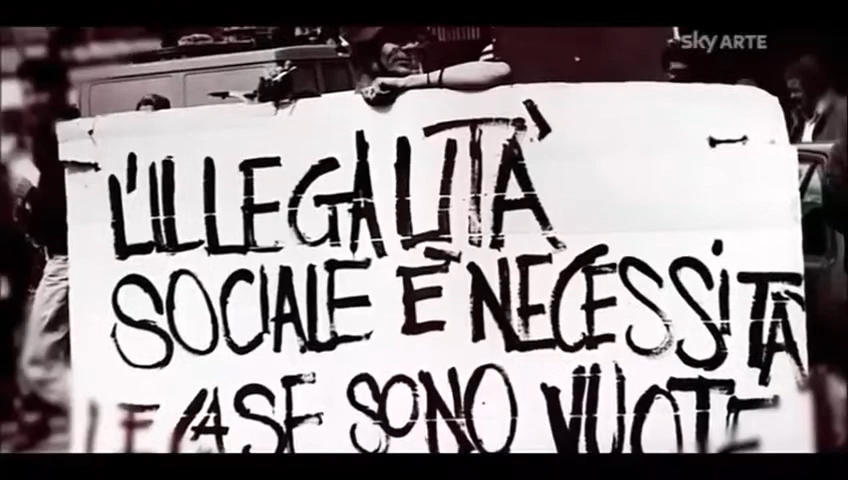 sky ARTE
L'ILLEGALITÀ
SOCIALE È NECESSITÀ
LE CASE SONO VUOTE